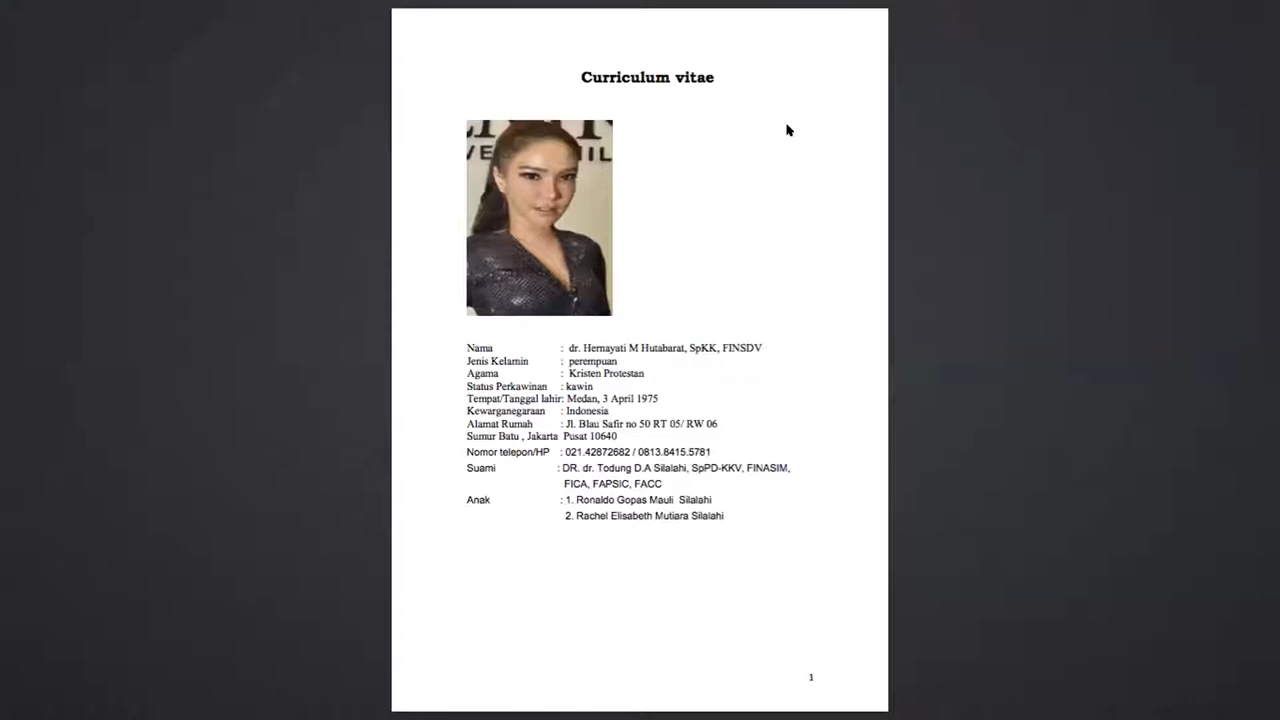 Curriculum vitae
Nama : dr. Hernayati M Hutabarat, SpKK, FINSDV
Jenis Kelamin : perempuan
Agama : Kristen Protestan
Status Perkawinan : kawin
Tempat/Tanggal lahir: Medan, 3 April 1975
Kewarganegaraan : Indonesia
Alamat Rumah : Jl. Blau Safir no 50 RT 05/ RW 06
Sumur Batu , Jakarta Pusat 10640
Nomor telepon/HP : 021.42872682 / 0813.8415.5781
Suami : DR. dr. Todung D.A Silalahi, SpPD-KKV, FINASIM,
FICA, FAPSIC, FACC
Anak : 1. Ronaldo Gopas Mauli Silalahi
2. Rachel Elisabeth Mutiara Silalahi
1